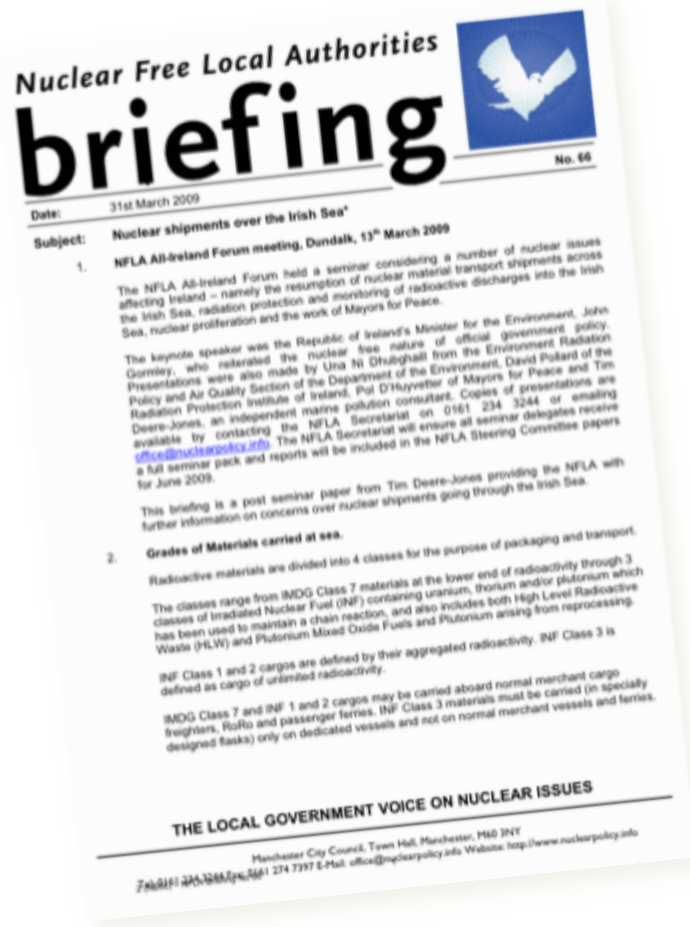 Nuclear Free Local Authorities
briefing
No. 66
Date: 31st March 2009
Subject: Nuclear shipments over the Irish Sea*
1. NFLA All-Ireland Forum meeting, Dundalk, 13th March 2009
The NFLA All-Ireland Forum held a seminar considering a number of nuclear issues
affecting Ireland – namely the resumption of nuclear material transport shipments across
the Irish Sea, radiation protection and monitoring of radioactive discharges into the Irish
Sea, nuclear proliferation and the work of Mayors for Peace.
The keynote speaker was the Republic of Ireland's Minister for the Environment, John
Gormley, who reiterated the nuclear free nature of official government policy.
Presentations were also made by Una Ni Dhubghaill from the Environment Radiation
Policy and Air Quality Section of the Department of the Environment, David Pollard of the
Radiation Protection Institute of Ireland, Pol D'Huyvetter of Mayors for Peace and Tim
Deere-Jones, an independent marine pollution consultant. Copies of presentations are
available by contacting the NFLA Secretariat on 0161 234 3244 or emailing
office@nuclearpolicy.info. The NFLA Secretariat will ensure all seminar delegates receive
a full seminar pack and reports will be included in the NFLA Steering Committee papers
for June 2009.
This briefing is a post seminar paper from Tim Deere-Jones providing the NFLA with
further information on concerns over nuclear shipments going through the Irish Sea.
2. Grades of Materials carried at sea.
Radioactive materials are divided into 4 classes for the purpose of packaging and transport.
The classes range from IMDG Class 7 materials at the lower end of radioactivity through 3
classes of Irradiated Nuclear Fuel (INF) containing uranium, thorium and/or plutonium which
has been used to maintain a chain reaction, and also includes both High Level Radioactive
Waste (HLW) and Plutonium Mixed Oxide Fuels and Plutonium arising from reprocessing.
INF Class 1 and 2 cargos are defined by their aggregated radioactivity. INF Class 3 is
defined as cargo of unlimited radioactivity.
IMDG Class 7 and INF 1 and 2 cargos may be carried aboard normal merchant cargo
freighters, RoRo and passenger ferries. INF Class 3 materials must be carried (in specially
designed flasks) only on dedicated vessels and not on normal merchant vessels and ferries.
THE LOCAL GOVERNMENT VOICE ON NUCLEAR ISSUES
Manchester City Council, Town Hall, Manchester, M60 3NY
Tel: 0161 234 3244 Fax: 0161 274 7397 E-Mail: office@nuclearpolicy.info Website: http://www.nuclearpolicy.info